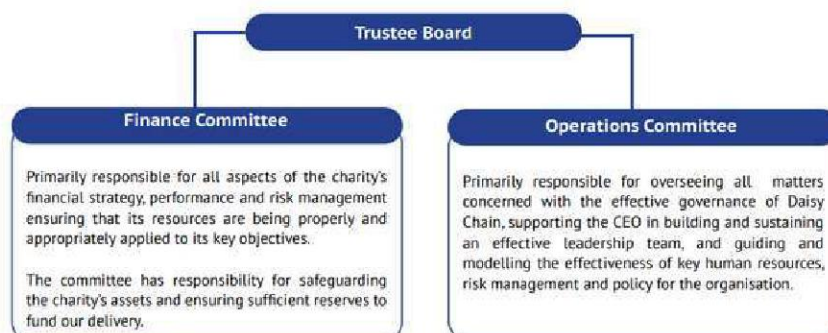 Trustee Board
Finance Committee
Primarily responsible for all aspects of the charity's
financial strategy, performance and risk management
ensuring that its resources are being properly and
appropriately applied to its key objectives.
The committee has responsibility for safeguarding
the charity's assets and ensuring sufficient reserves to
fund our delivery.
Operations Committee
Primarily responsible for overseeing all matters
concerned with the effective governance of Daisy
Chain, supporting the CEO in building and sustaining
an effective leadership team, and guiding and
modelling the effectiveness of key human resources,
risk management and policy for the organisation.